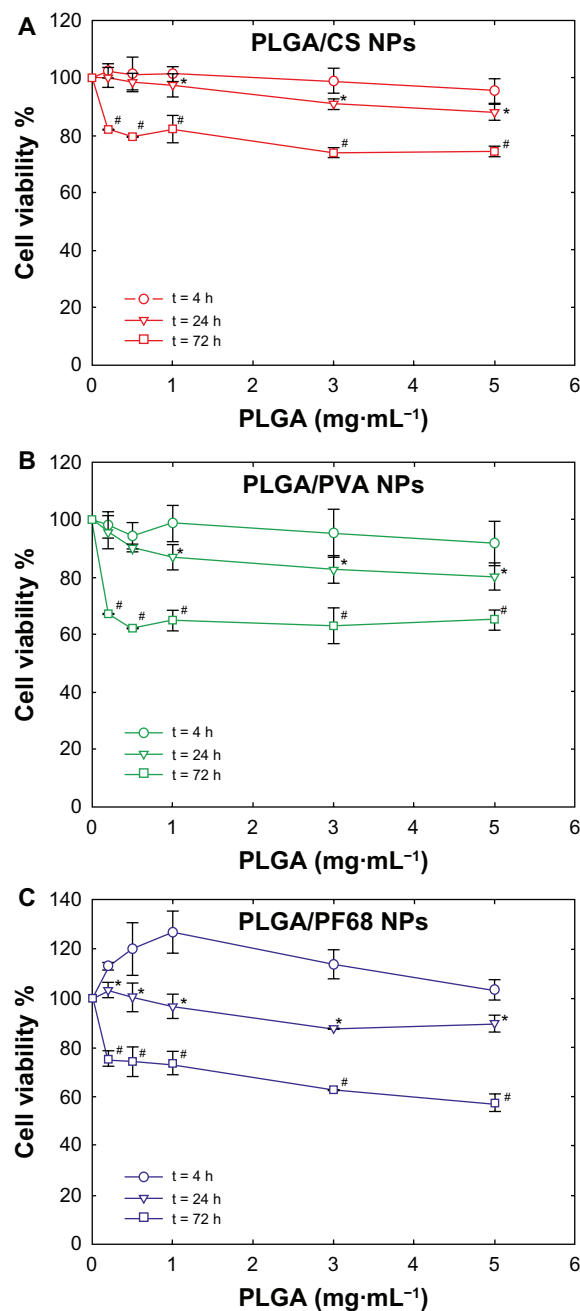 A
PLGA/CS NPs
120
100
80
60
40
20
0
* * *
# # # # #
t = 4 h
t = 24 h
t = 72 h
0 1 2 3 4 5 6
Cell viability %
PLGA (mg·mL⁻¹)
B
PLGA/PVA NPs
120
100
80
60
40
20
0
* * *
# # # # #
t = 4 h
t = 24 h
t = 72 h
0 1 2 3 4 5 6
Cell viability %
PLGA (mg·mL⁻¹)
C
PLGA/PF68 NPs
140
120
100
80
60
40
20
0
* * * * *
# # # # #
t = 4 h
t = 24 h
t = 72 h
0 1 2 3 4 5 6
Cell viability %
PLGA (mg·mL⁻¹)